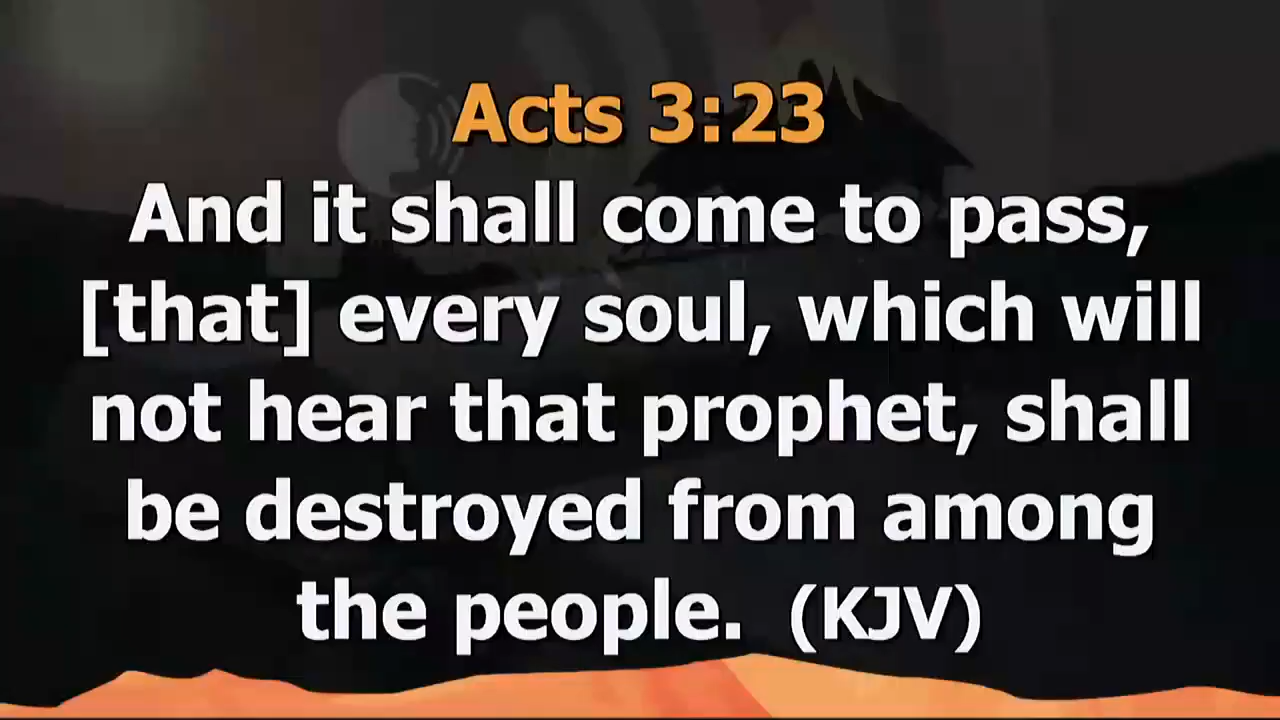 Acts 3:23
And it shall come to pass,
[that] every soul, which will
not hear that prophet, shall
be destroyed from among
the people.  (KJV)